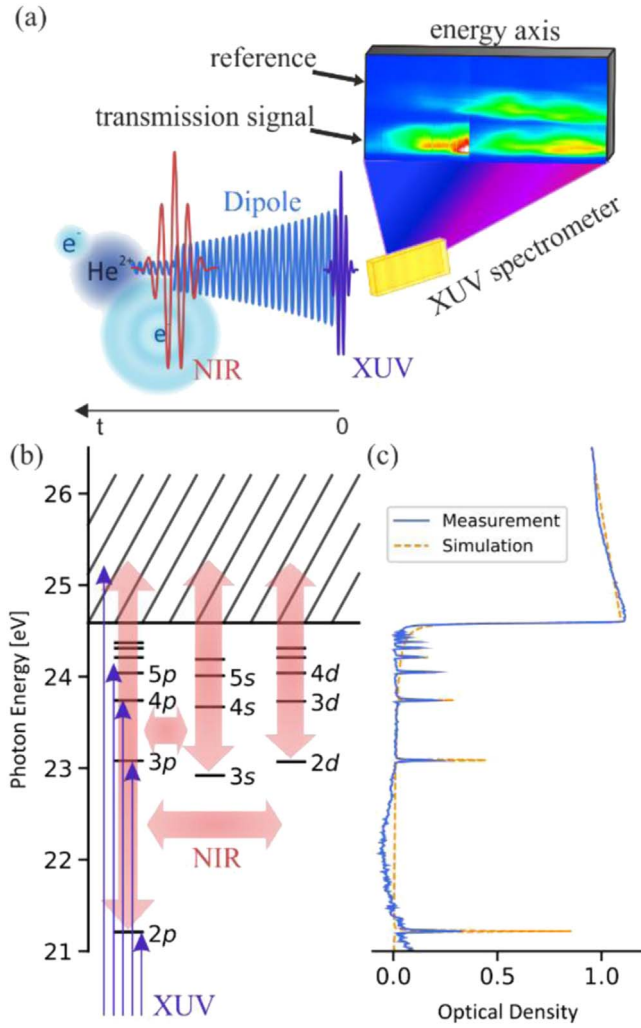 (a)
energy axis
reference
transmission signal
Dipole
e-
He2+
e
XUV spectrometer
NIR
XUV
t
0
(b)
(c)
26
25
24
23
22
21
Photon Energy [eV]
5p
4p
3p
2p
5s
4s
3s
4d
3d
2d
NIR
XUV
Measurement
Simulation
0.0
0.5
1.0
Optical Density